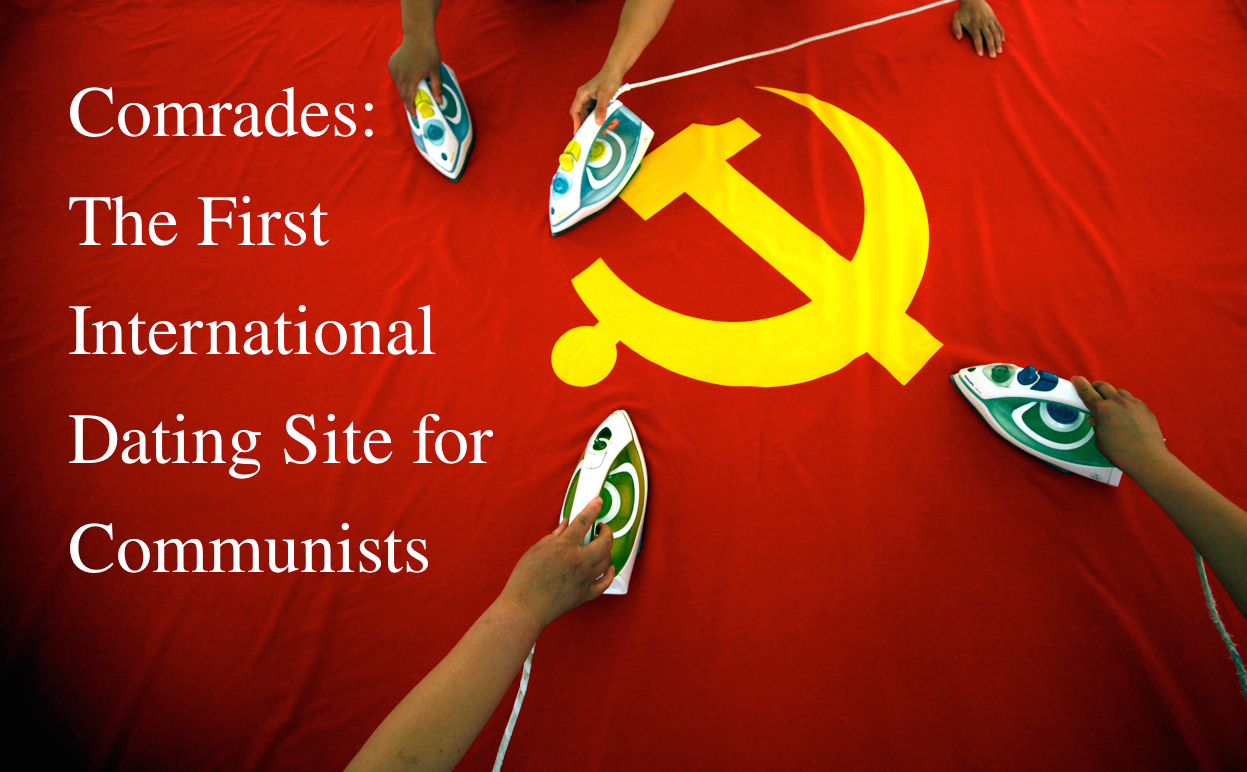 Comrades:
The First
International
Dating Site for
Communists